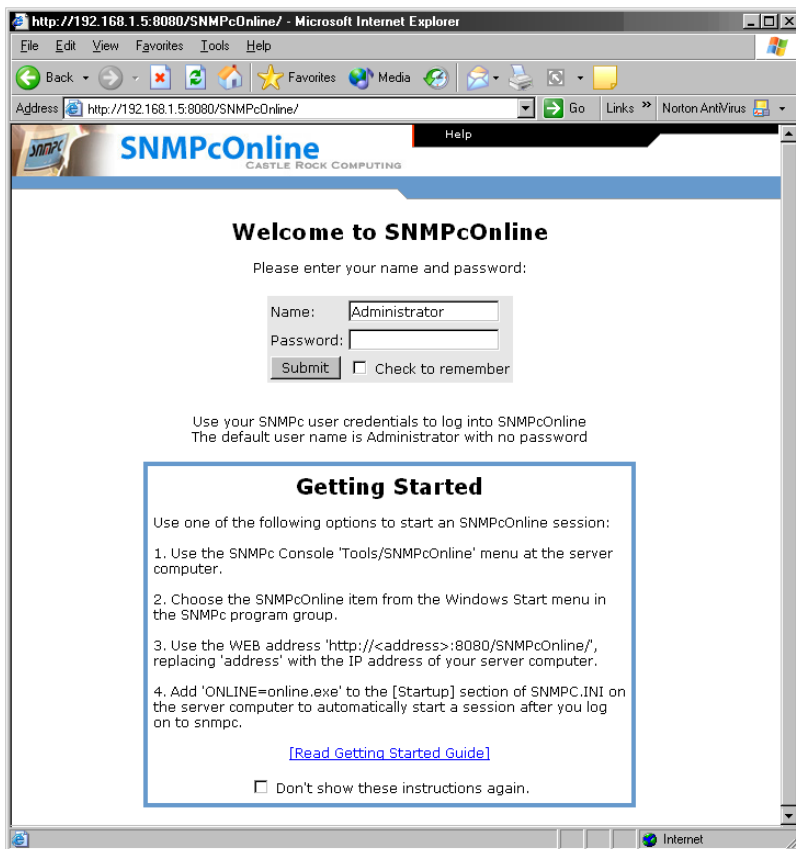 http://192.168.1.5:8080/SNMPcOnline/ - Microsoft Internet Explorer
File Edit View Favorites Tools Help
Back Favorites Media
Address http://192.168.1.5:8080/SNMPcOnline/ Go Links » Norton AntiVirus
Help
snmpc
SNMPcOnline
CASTLE ROCK COMPUTING
Welcome to SNMPcOnline
Please enter your name and password:
Name: Administrator
Password:
Submit Check to remember
Use your SNMPc user credentials to log into SNMPcOnline
The default user name is Administrator with no password
Getting Started
Use one of the following options to start an SNMPcOnline session:
1. Use the SNMPc Console 'Tools/SNMPcOnline' menu at the server
computer.
2. Choose the SNMPcOnline item from the Windows Start menu in
the SNMPc program group.
3. Use the WEB address 'http://<address>:8080/SNMPcOnline/',
replacing 'address' with the IP address of your server computer.
4. Add 'ONLINE=online.exe' to the [Startup] section of SNMPC.INI on
the server computer to automatically start a session after you log
on to snmpc.
[Read Getting Started Guide]
Don't show these instructions again.
Internet